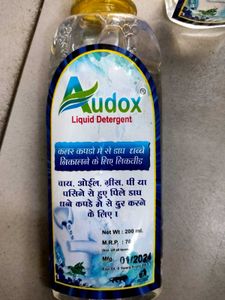 Audox®
Liquid Detergent
कलर कपडो मे से डाप धब्बे
निकालने के लिए लिकवीड
चाय, ओईल, ग्रीस, घी या
पसिने से हुए पिले डाप
धब्बे कपडे मे से दुर करने
के लिए।
Net Wt. : 200 ml.
M.R.P. : 70
Mfg. 01/2024